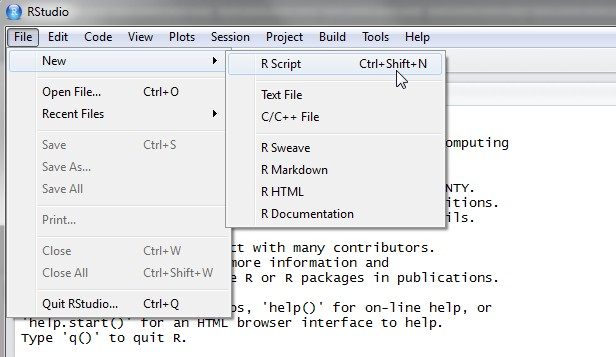 RStudio
File Edit Code View Plots Session Project Build Tools Help
New
R Script Ctrl+Shift+N
Open File... Ctrl+O
Text File
Recent Files
C/C++ File
Save Ctrl+S
R Sweave
Save As...
R Markdown
Save All
R HTML
Print...
R Documentation
Close Ctrl+W
Close All Ctrl+Shift+W
Quit RStudio... Ctrl+Q
omputing
NTY.
itions.
ils.
ct with many contributors.
more information and
e R or R packages in publications.
os, 'help()' for on-line help, or
'help.start()' for an HTML browser interface to help.
Type 'q()' to quit R.